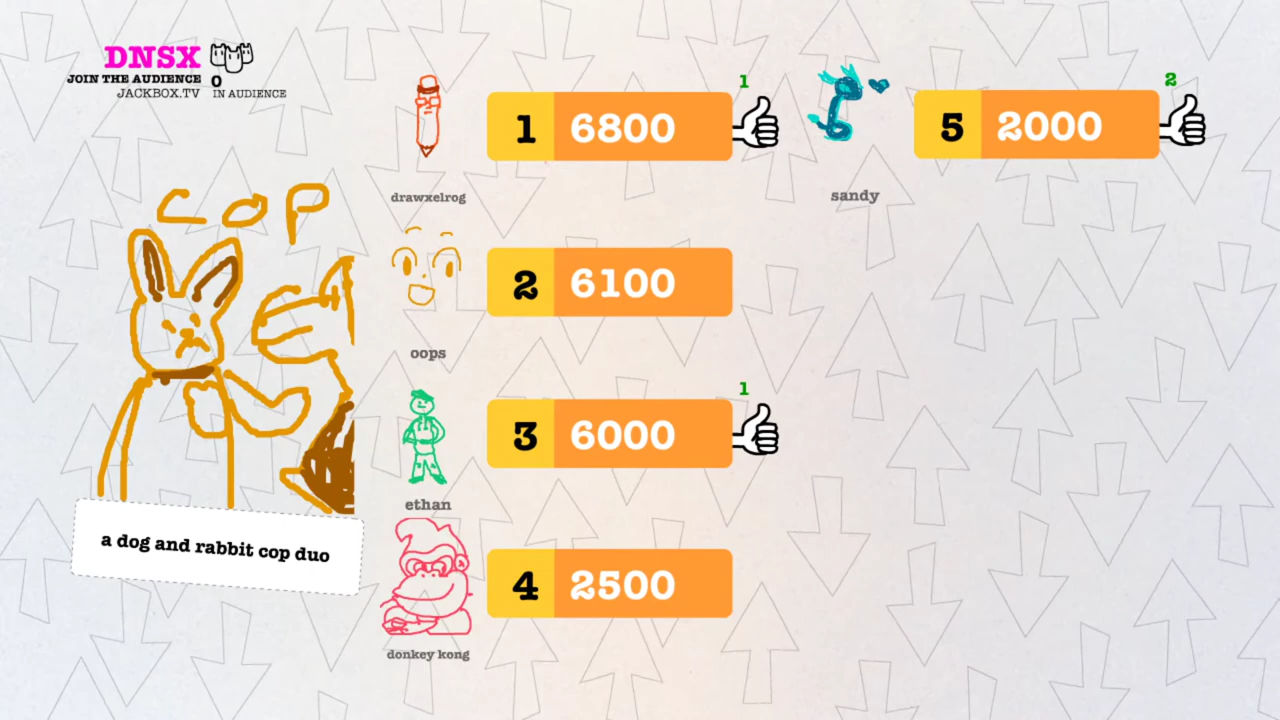 DNSX
JOIN THE AUDIENCE
JACKBOX.TV
0
IN AUDIENCE
COP
a dog and rabbit cop duo
1 6800
1
drawxelrog
2 6100
oops
3 6000
1
ethan
4 2500
donkey kong
5 2000
2
sandy